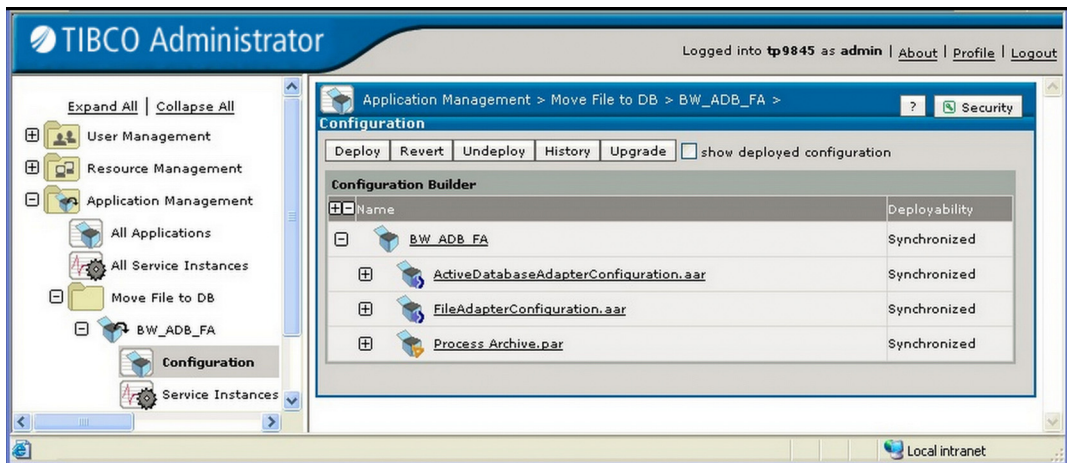 TIBCO Administrator
Logged into tp9845 as admin | About | Profile | Logout
Expand All | Collapse All
User Management
Resource Management
Application Management
All Applications
All Service Instances
Move File to DB
BW_ADB_FA
Configuration
Service Instances
Application Management > Move File to DB > BW_ADB_FA >
Configuration
? Security
Deploy Revert Undeploy History Upgrade show deployed configuration
Configuration Builder
Name Deployability
BW_ADB_FA Synchronized
ActiveDatabaseAdapterConfiguration.aar Synchronized
FileAdapterConfiguration.aar Synchronized
Process Archive.par Synchronized
Local intranet